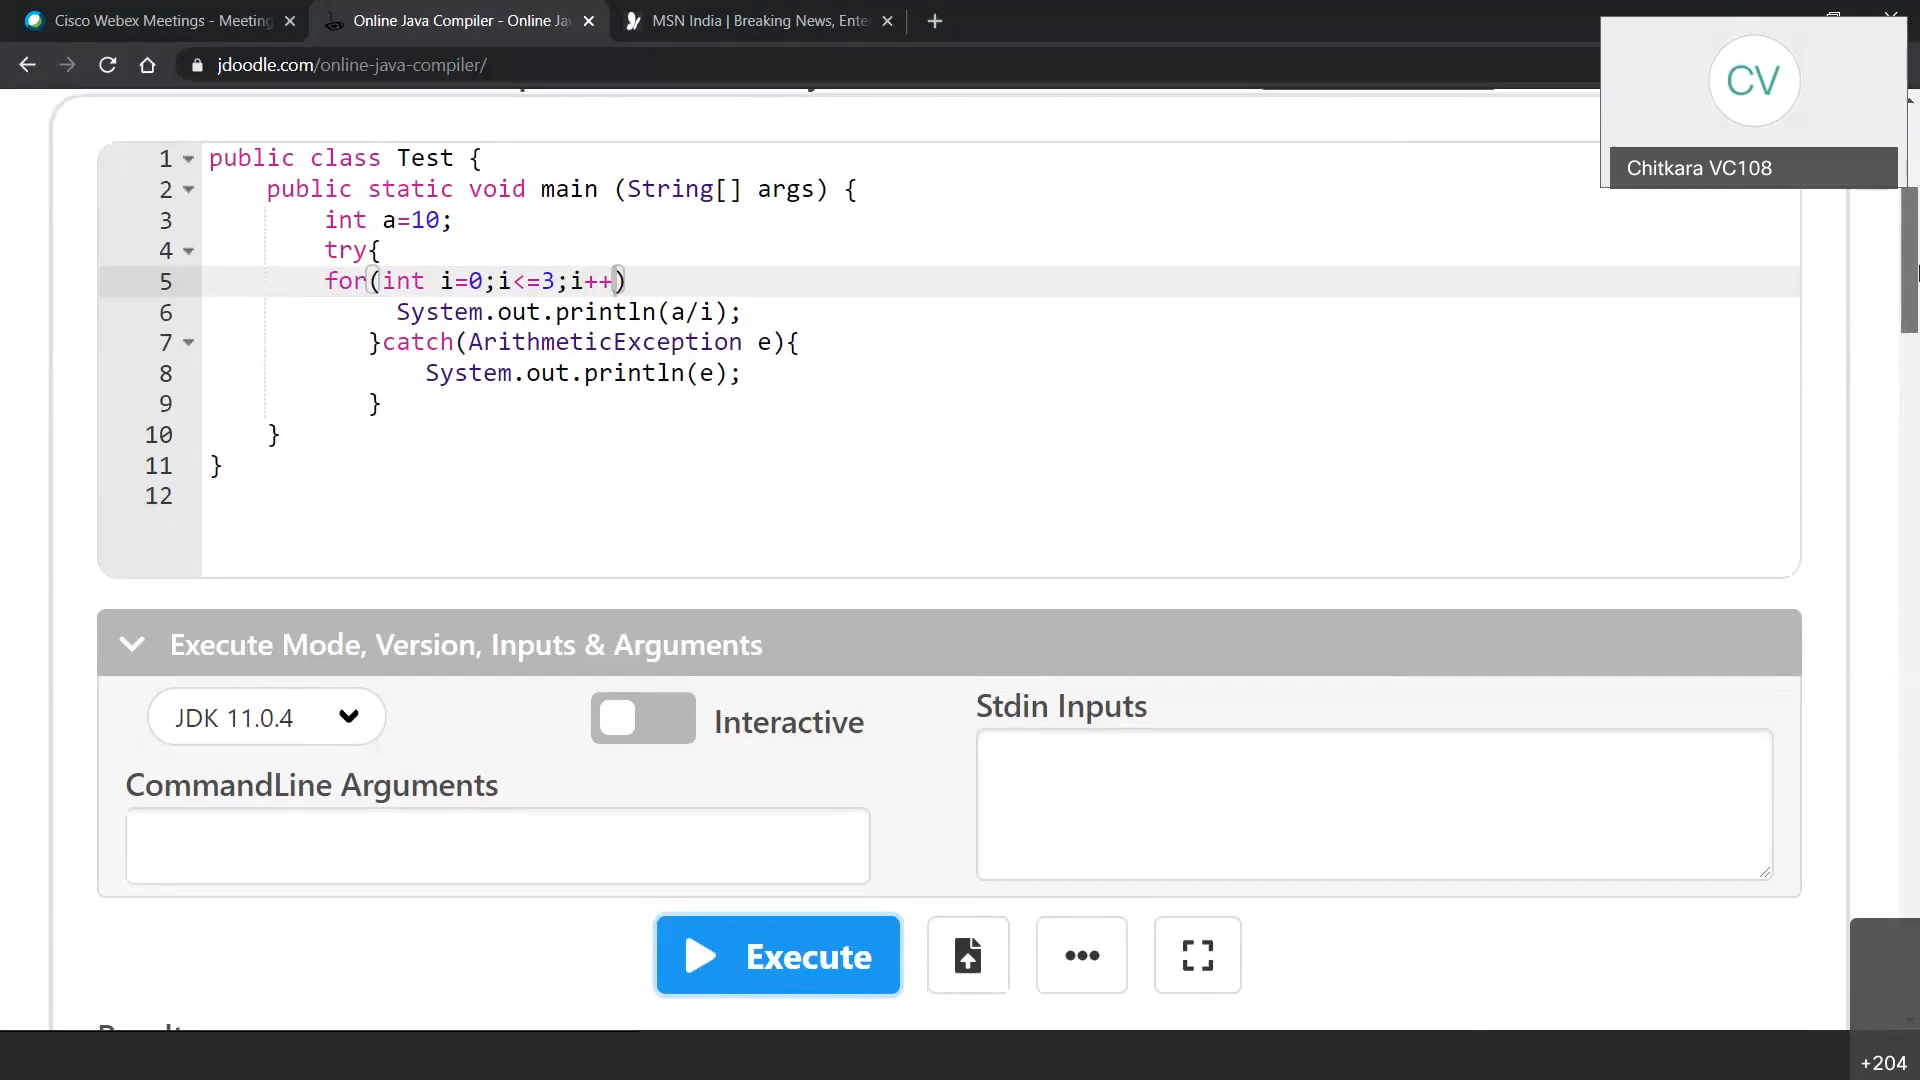 Cisco Webex Meetings - Meeting
Online Java Compiler - Online Ja
MSN India | Breaking News, Ente
jdoodle.com/online-java-compiler/
CV
Chitkara VC108
1 public class Test {
2 public static void main (String[] args) {
3 int a=10;
4 try{
5 for(int i=0;i<=3;i++)
6 System.out.println(a/i);
7 }catch(ArithmeticException e){
8 System.out.println(e);
9 }
10 }
11 }
12
Execute Mode, Version, Inputs & Arguments
JDK 11.0.4
Interactive
Stdin Inputs
CommandLine Arguments
Execute
+204